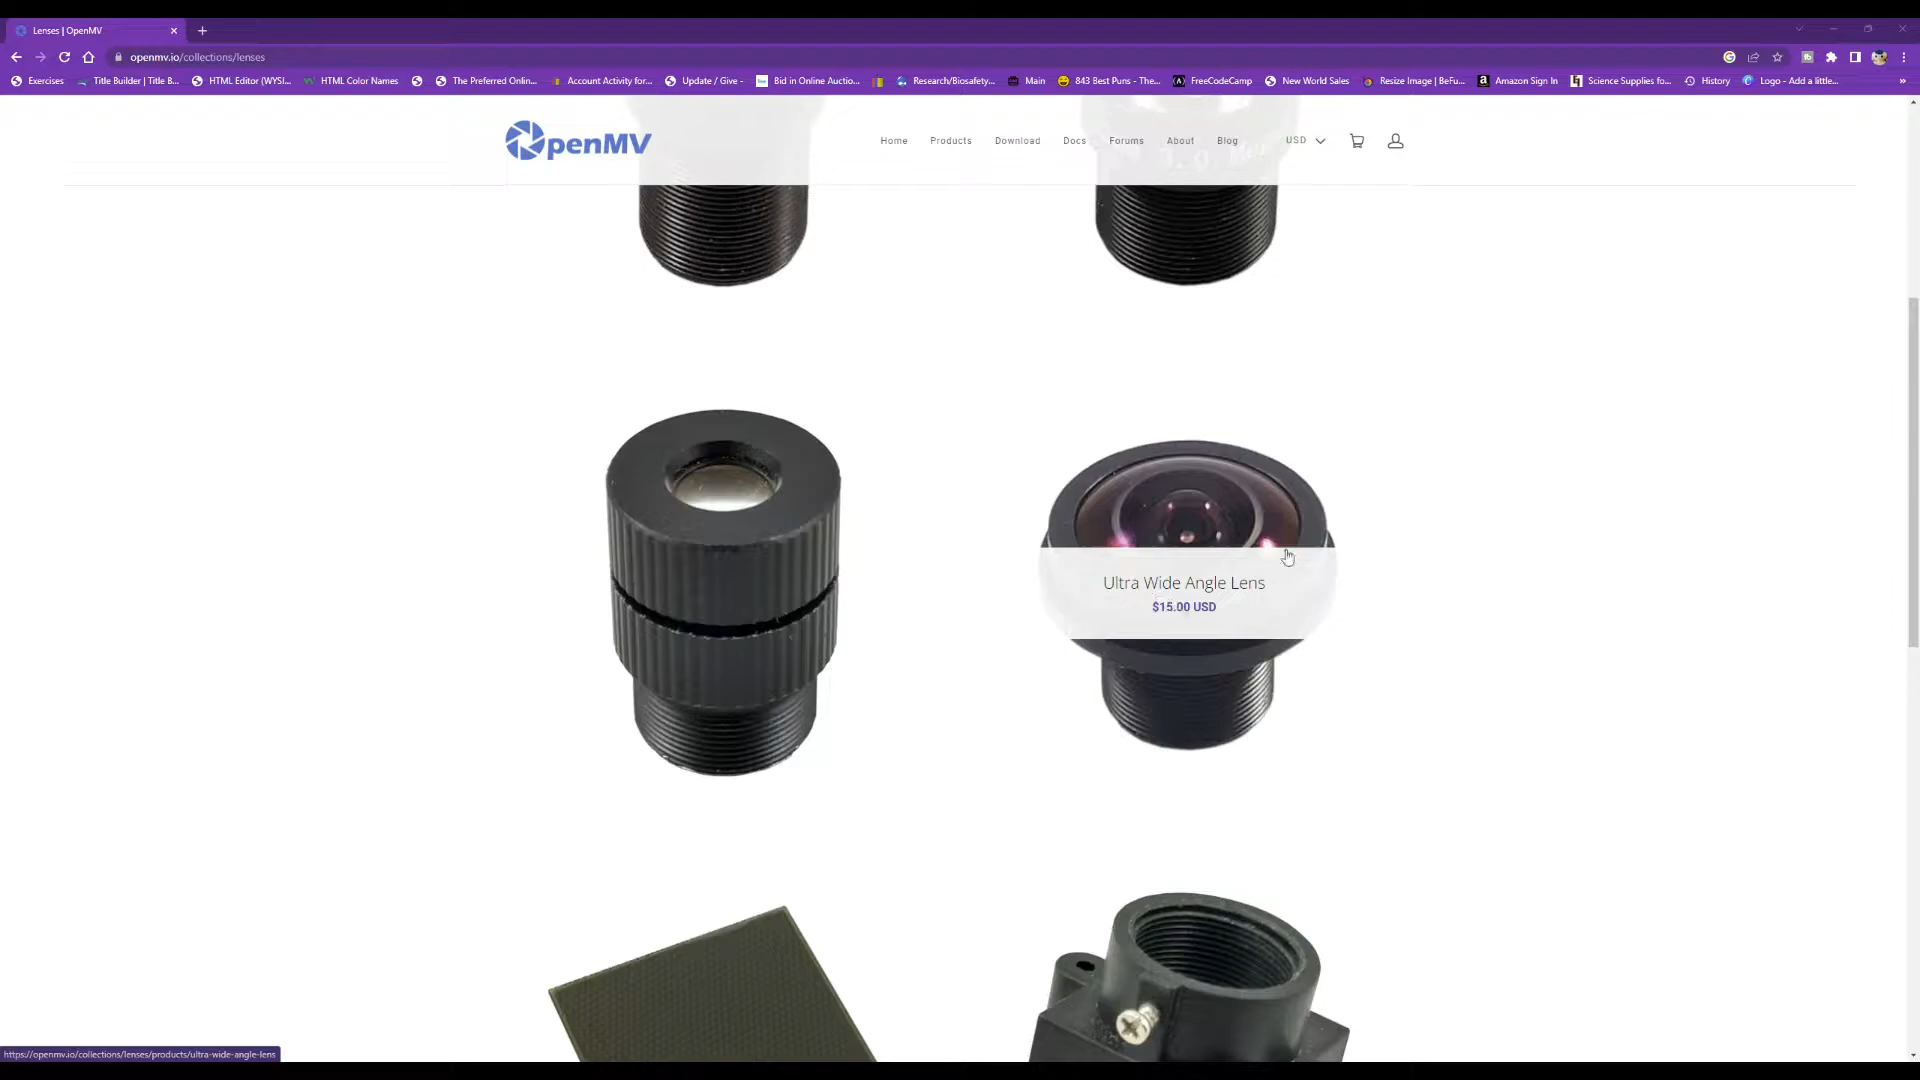 Lenses | OpenMV
openmv.io/collections/lenses
Exercises
Title Builder | Title B...
HTML Editor (WYSI...
HTML Color Names
The Preferred Onlin...
Account Activity for...
Update / Give -
Bid in Online Auctio...
Research/Biosafety...
Main
843 Best Puns - The...
FreeCodeCamp
New World Sales
Resize Image | BeFu...
Amazon Sign In
Science Supplies fo...
History
Logo - Add a little...
OpenMV
Home
Products
Download
Docs
Forums
About
Blog
USD
Ultra Wide Angle Lens
$15.00 USD
https://openmv.io/collections/lenses/products/ultra-wide-angle-lens